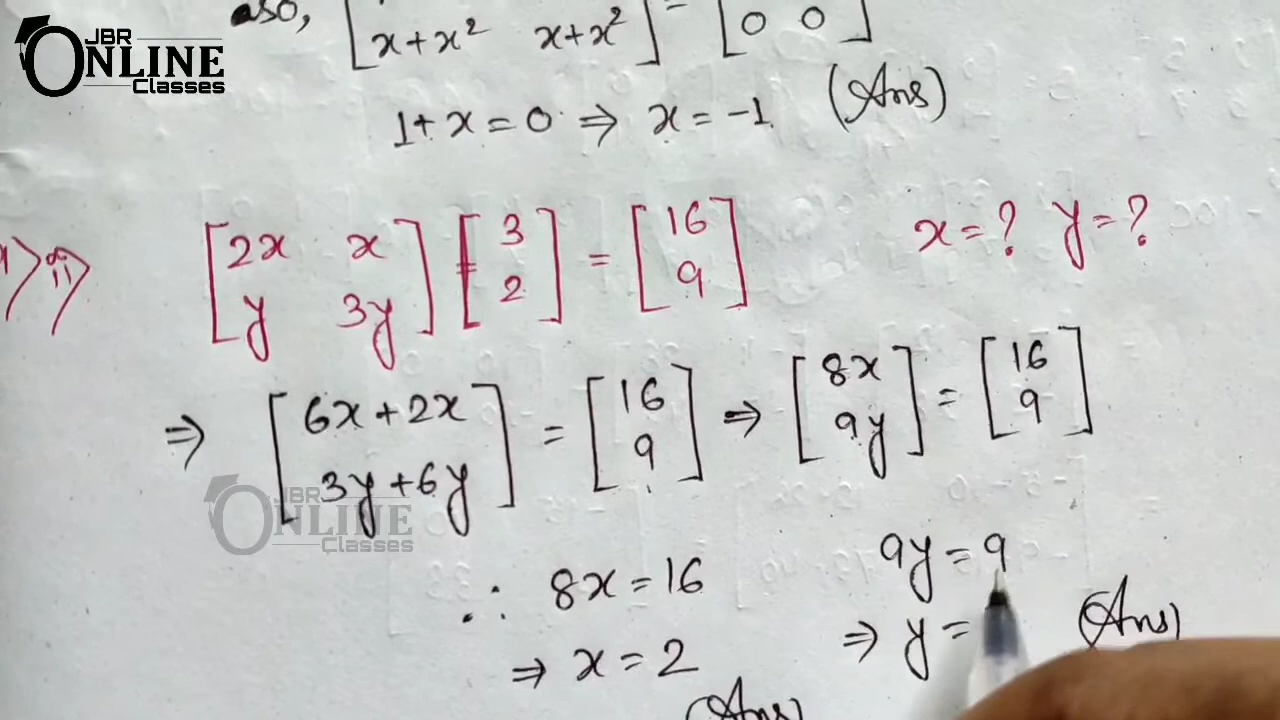 JBR
ONLINE
Classes
[x+x² x+x²] = [0 0]
1+x=0 ⇒ x=-1 (Ans)
ii> [2x x; y 3y] [3; 2] = [16; 9] x=? y=?
⇒ [6x+2x; 3y+6y] = [16; 9] ⇒ [8x; 9y] = [16; 9]
JBR
ONLINE
Classes
∴ 8x=16 9y=9
⇒ x=2 ⇒ y= (Ans)
(Ans)